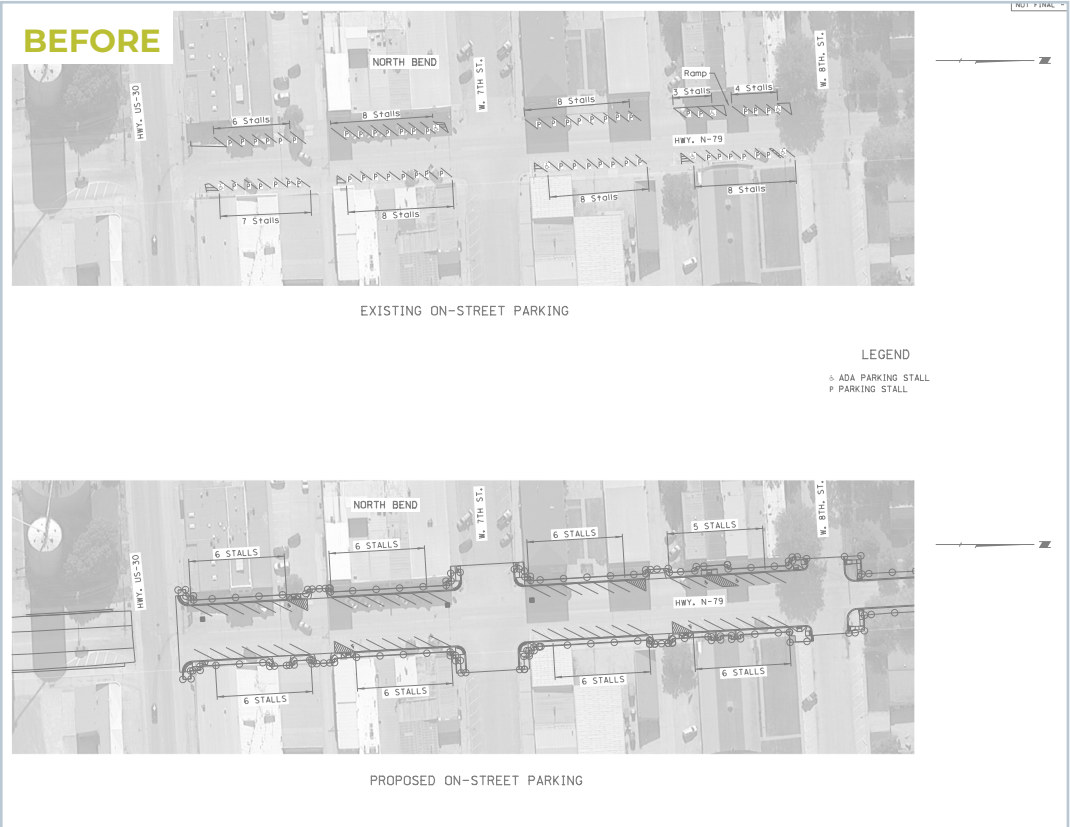 NOT FINAL -
BEFORE
NORTH BEND
HWY. US-30
W. 7TH ST.
W. 8TH. ST.
6 Stalls
8 Stalls
8 Stalls
Ramp
3 Stalls
4 Stalls
HWY. N-79
7 Stalls
8 Stalls
8 Stalls
8 Stalls
EXISTING ON-STREET PARKING
LEGEND
ADA PARKING STALL
P PARKING STALL
NORTH BEND
HWY. US-30
W. 7TH ST.
W. 8TH. ST.
6 STALLS
6 STALLS
6 STALLS
5 STALLS
HWY. N-79
6 STALLS
6 STALLS
6 STALLS
6 STALLS
PROPOSED ON-STREET PARKING